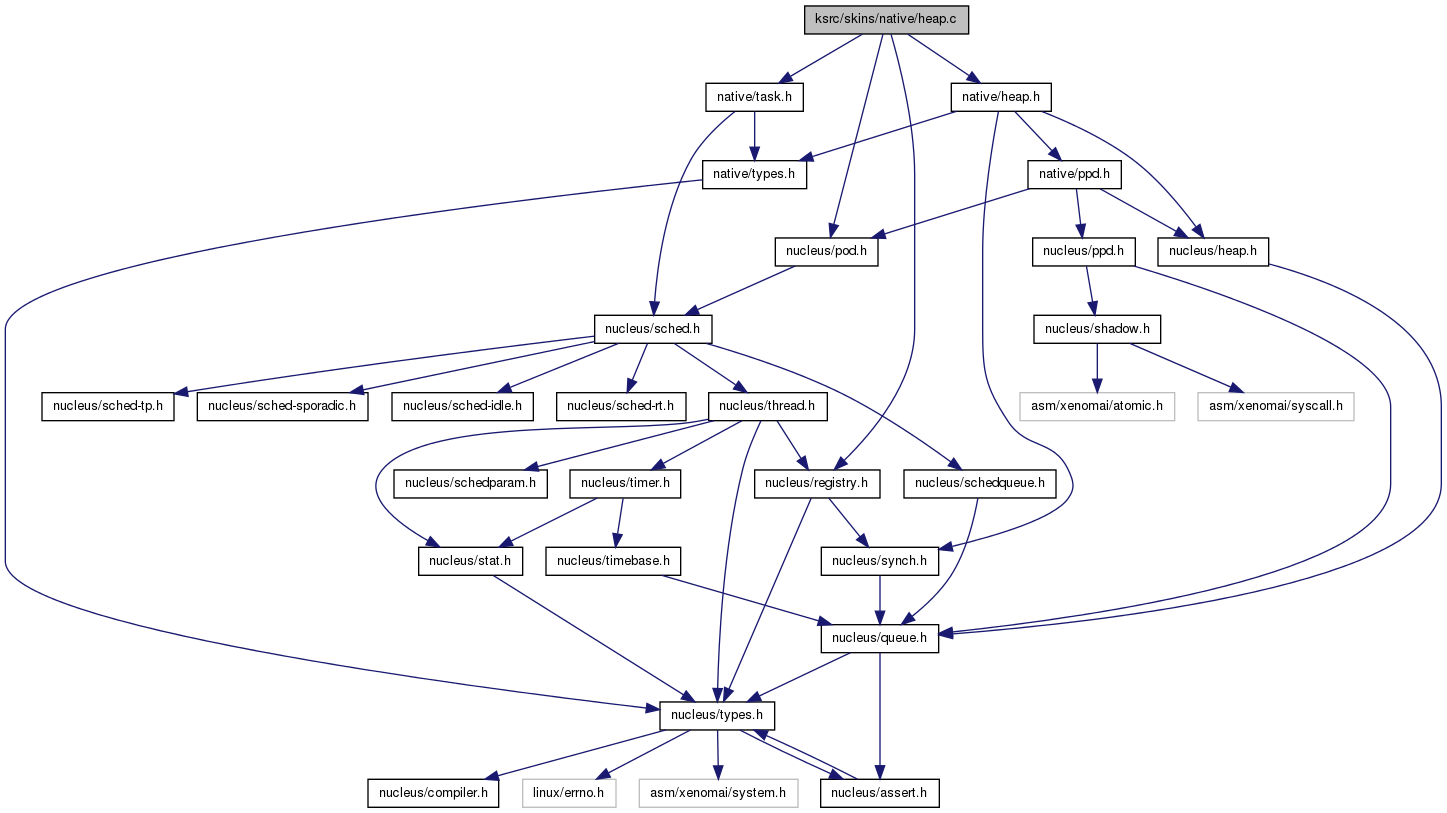 ksrc/skins/native/heap.c
native/task.h
native/heap.h
native/types.h
native/ppd.h
nucleus/pod.h
nucleus/ppd.h
nucleus/heap.h
nucleus/sched.h
nucleus/shadow.h
nucleus/sched-tp.h
nucleus/sched-sporadic.h
nucleus/sched-idle.h
nucleus/sched-rt.h
nucleus/thread.h
asm/xenomai/atomic.h
asm/xenomai/syscall.h
nucleus/schedparam.h
nucleus/timer.h
nucleus/registry.h
nucleus/schedqueue.h
nucleus/stat.h
nucleus/timebase.h
nucleus/synch.h
nucleus/queue.h
nucleus/types.h
nucleus/compiler.h
linux/errno.h
asm/xenomai/system.h
nucleus/assert.h